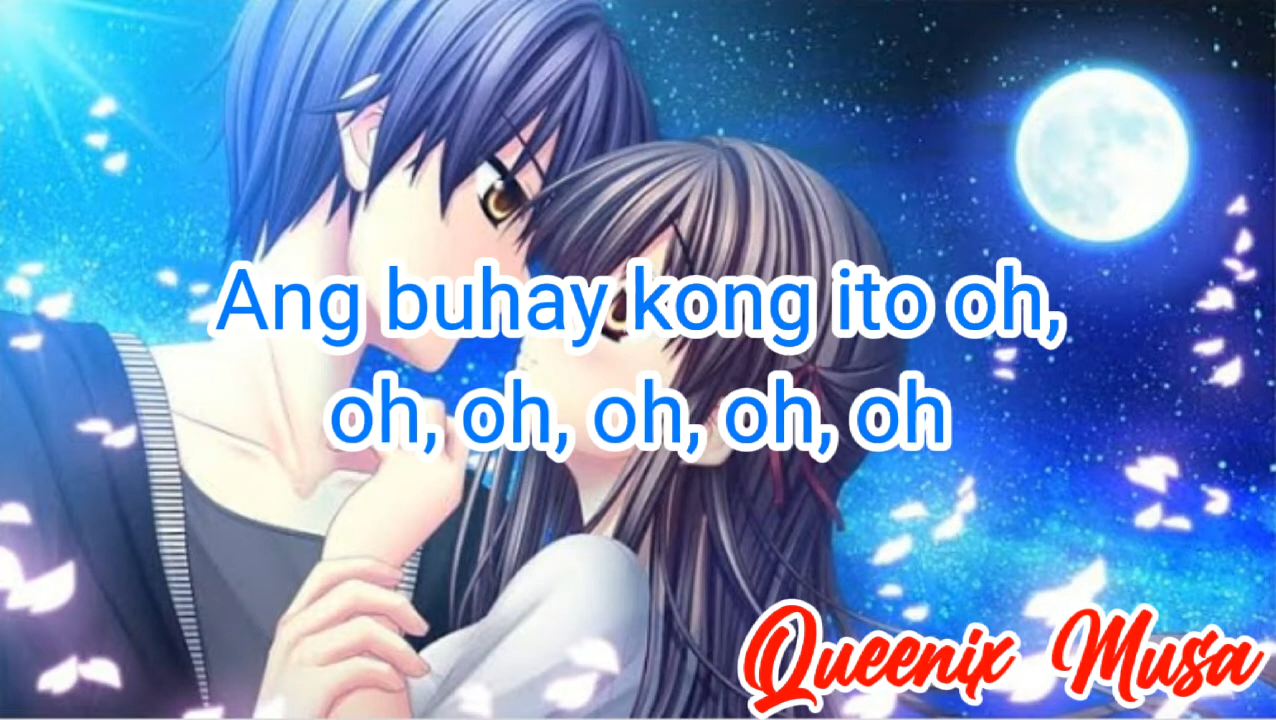 Ang buhay kong ito oh,
oh, oh, oh, oh, oh
Queenix Musa